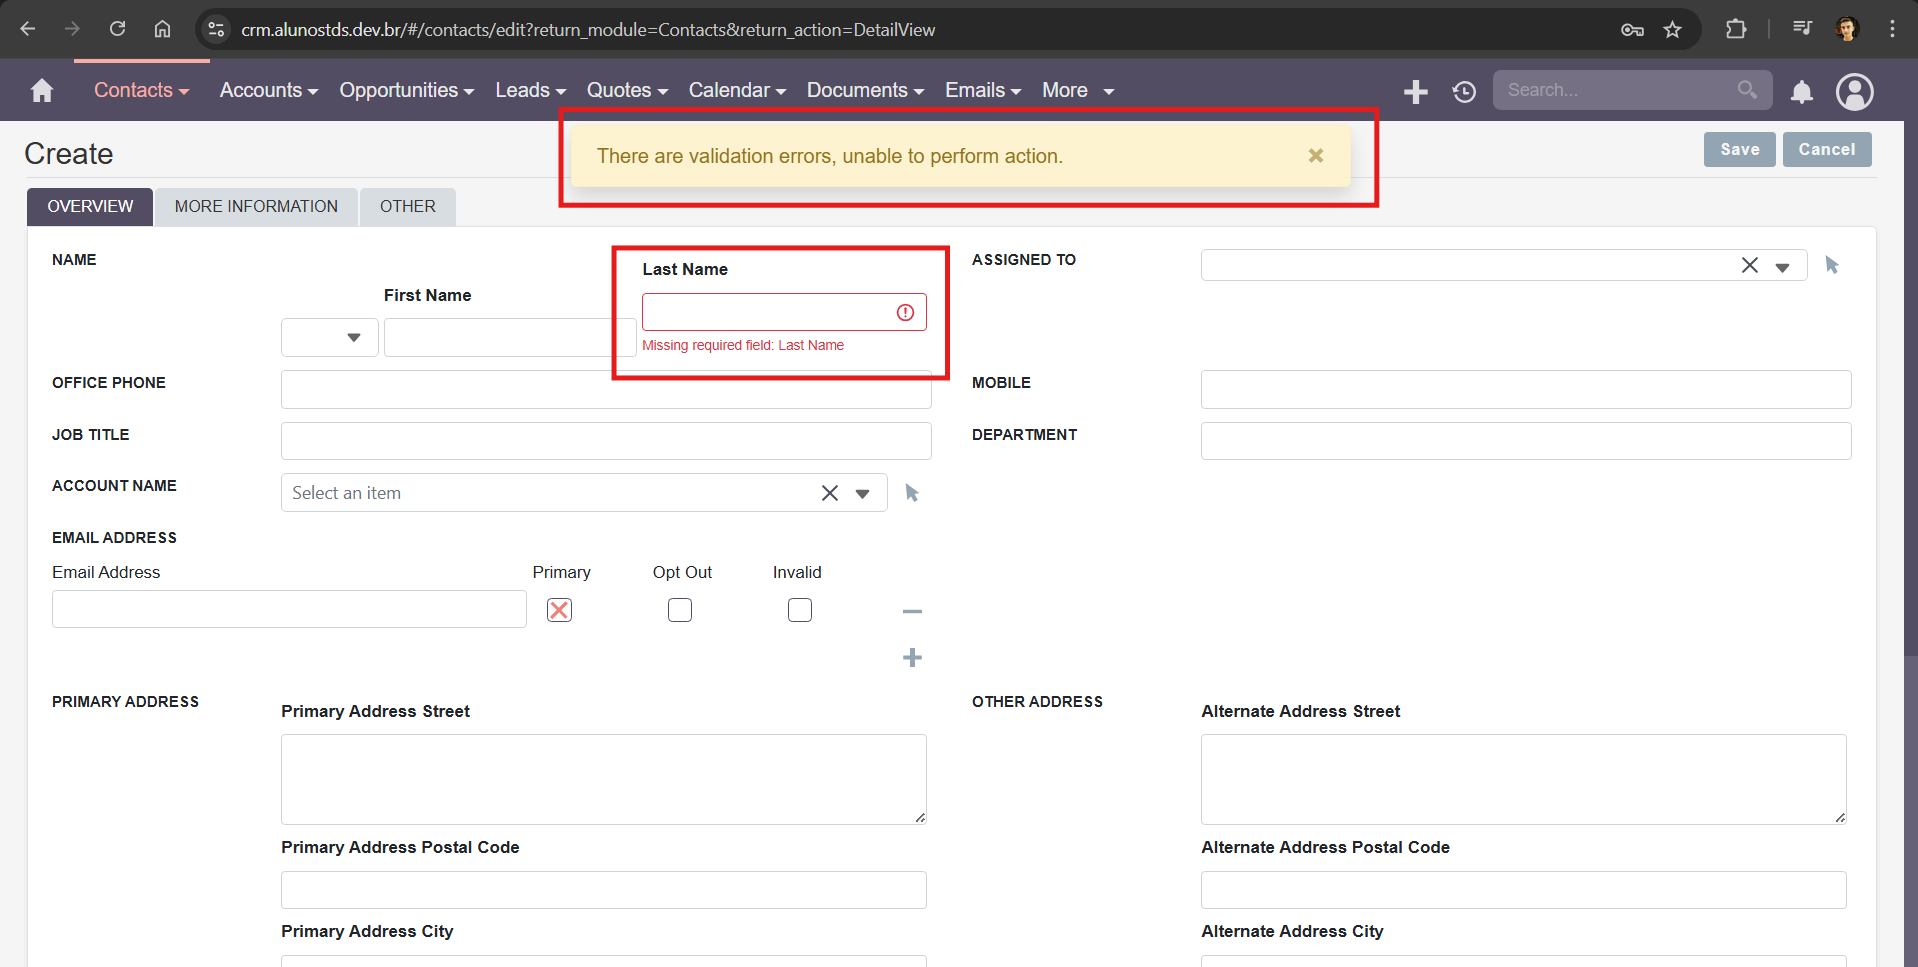 crm.alunostds.dev.br/#/contacts/edit?return_module=Contacts&return_action=DetailView
Contacts Accounts Opportunities Leads Quotes Calendar Documents Emails More Search...
There are validation errors, unable to perform action.
Create Save Cancel
OVERVIEW MORE INFORMATION OTHER
NAME
First Name
Last Name
Missing required field: Last Name
ASSIGNED TO
OFFICE PHONE
MOBILE
JOB TITLE
DEPARTMENT
ACCOUNT NAME
Select an item
EMAIL ADDRESS
Email Address Primary Opt Out Invalid
PRIMARY ADDRESS
Primary Address Street
OTHER ADDRESS
Alternate Address Street
Primary Address Postal Code
Alternate Address Postal Code
Primary Address City
Alternate Address City